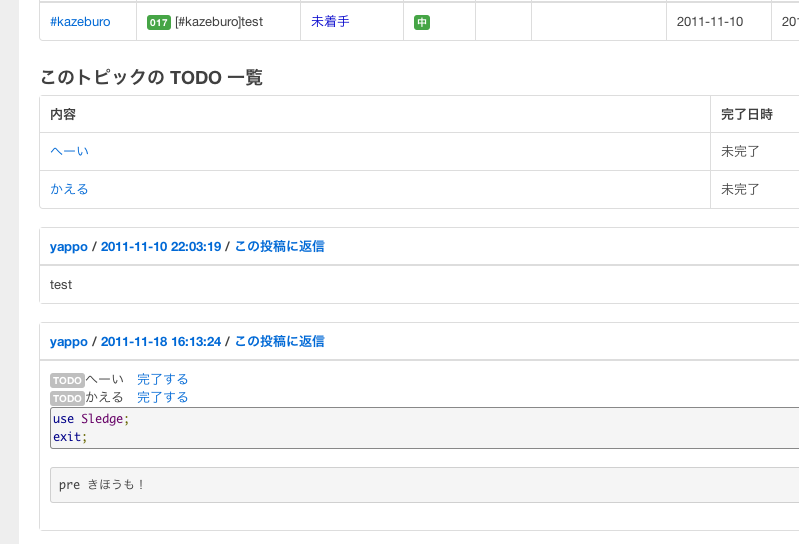 #kazeburo 017 [#kazeburo]test 未着手 中 2011-11-10 201
このトピックの TODO 一覧
内容 完了日時
へーい 未完了
かえる 未完了
yappo / 2011-11-10 22:03:19 / この投稿に返信
test
yappo / 2011-11-18 16:13:24 / この投稿に返信
TODO へーい 完了する
TODO かえる 完了する
use Sledge;
exit;
pre きほうも！